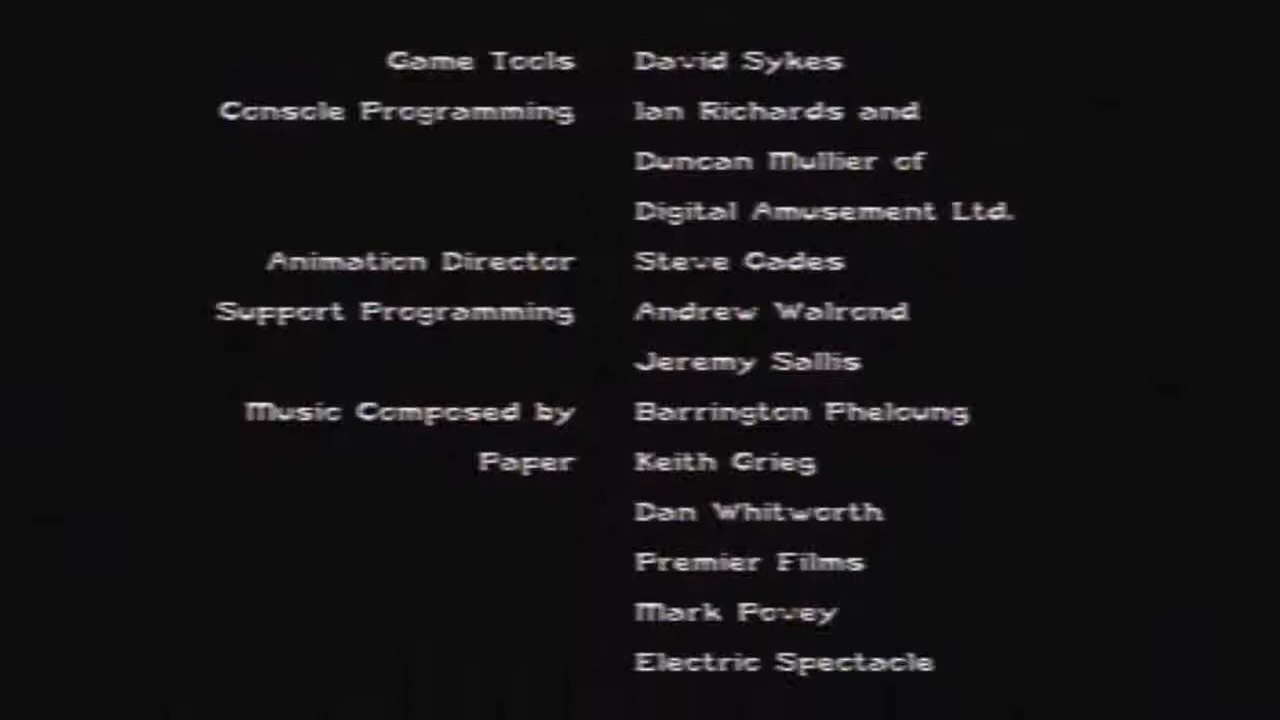 Game Tools David Sykes
Console Programming Ian Richards and
Duncan Mullier of
Digital Amusement Ltd.
Animation Director Steve Oades
Support Programming Andrew Walrond
Jeremy Sallis
Music Composed by Barrington Pheloung
Paper Keith Grieg
Dan Whitworth
Premier Films
Mark Povey
Electric Spectacle